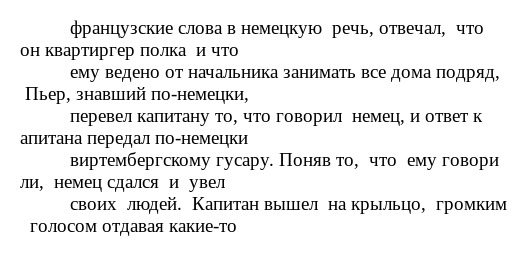 французские слова в немецкую речь, отвечал, что
он квартиргер полка и что
ему ведено от начальника занимать все дома подряд,
Пьер, знавший по-немецки,
перевел капитану то, что говорил немец, и ответ к
апитана передал по-немецки
виртембергскому гусару. Поняв то, что ему говори
ли, немец сдался и увел
своих людей. Капитан вышел на крыльцо, громким
голосом отдавая какие-то